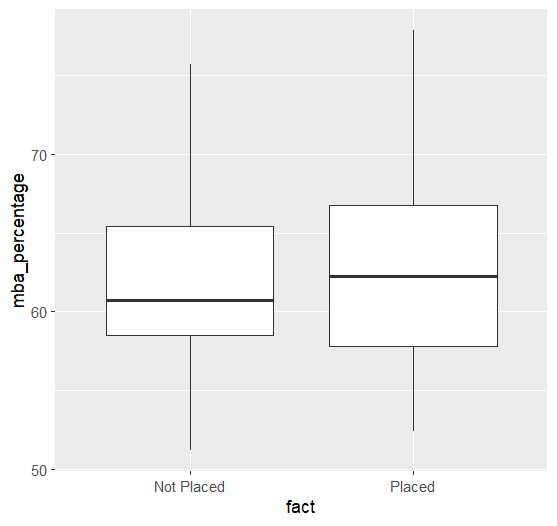 mba_percentage
70
60
50
Not Placed
Placed
fact